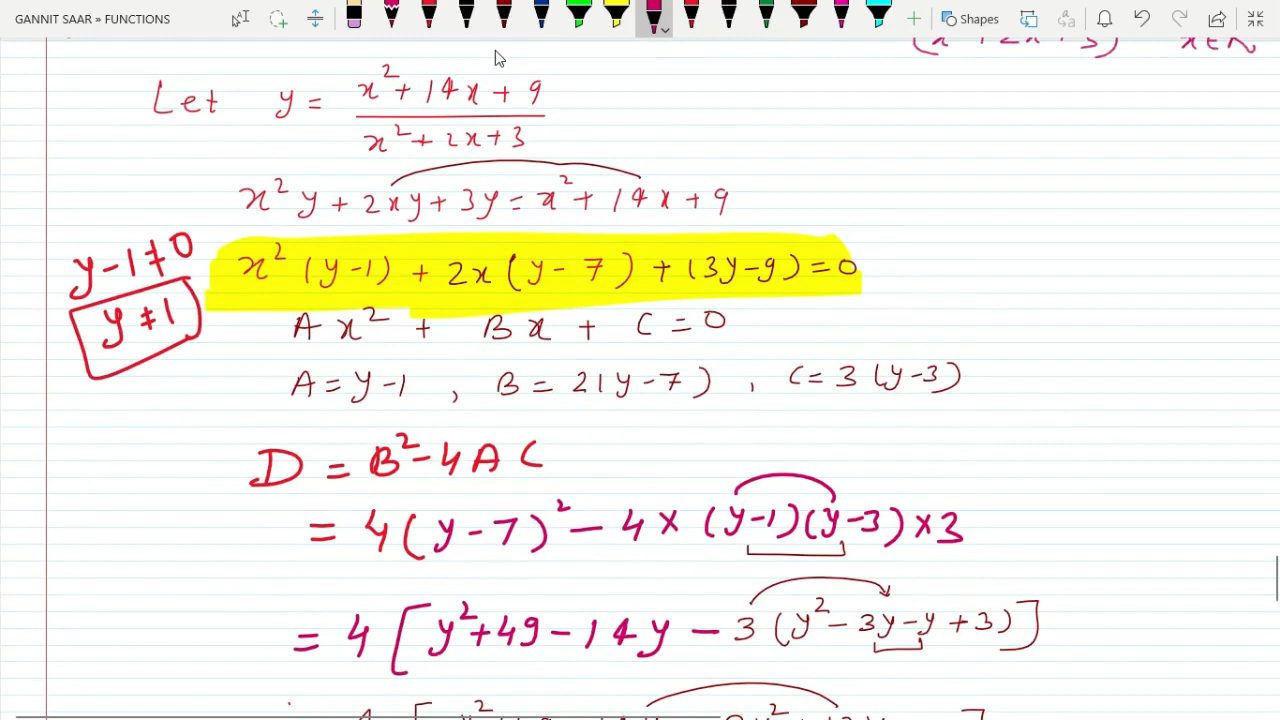 GANNIT SAAR » FUNCTIONS
Shapes
Let y = (x² + 14x + 9) / (x² + 2x + 3)
x²y + 2xy + 3y = x² + 14x + 9
y-1≠0
y≠1
x² (y-1) + 2x (y-7) + (3y-9) = 0
Ax² + Bx + C = 0
A = y-1 , B = 2(y-7) , C = 3 (y-3)
D = B² - 4AC
= 4(y-7)² - 4 × (y-1)(y-3) × 3
= 4 [y² + 49 - 14y - 3 (y² - 3y - y + 3)]